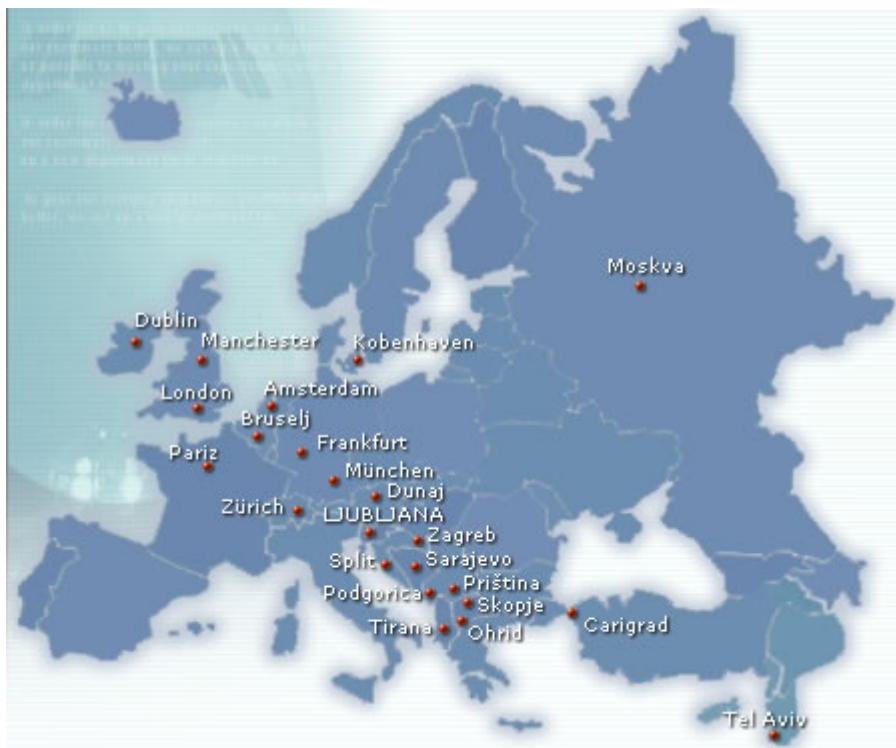 Moskva
Dublin
Manchester
Kobenhaven
London
Amsterdam
Bruselj
Frankfurt
Pariz
München
Dunaj
Zürich
LJUBLJANA
Zagreb
Split
Sarajevo
Priština
Podgorica
Skopje
Tirana
Ohrid
Carigrad
Tel Aviv